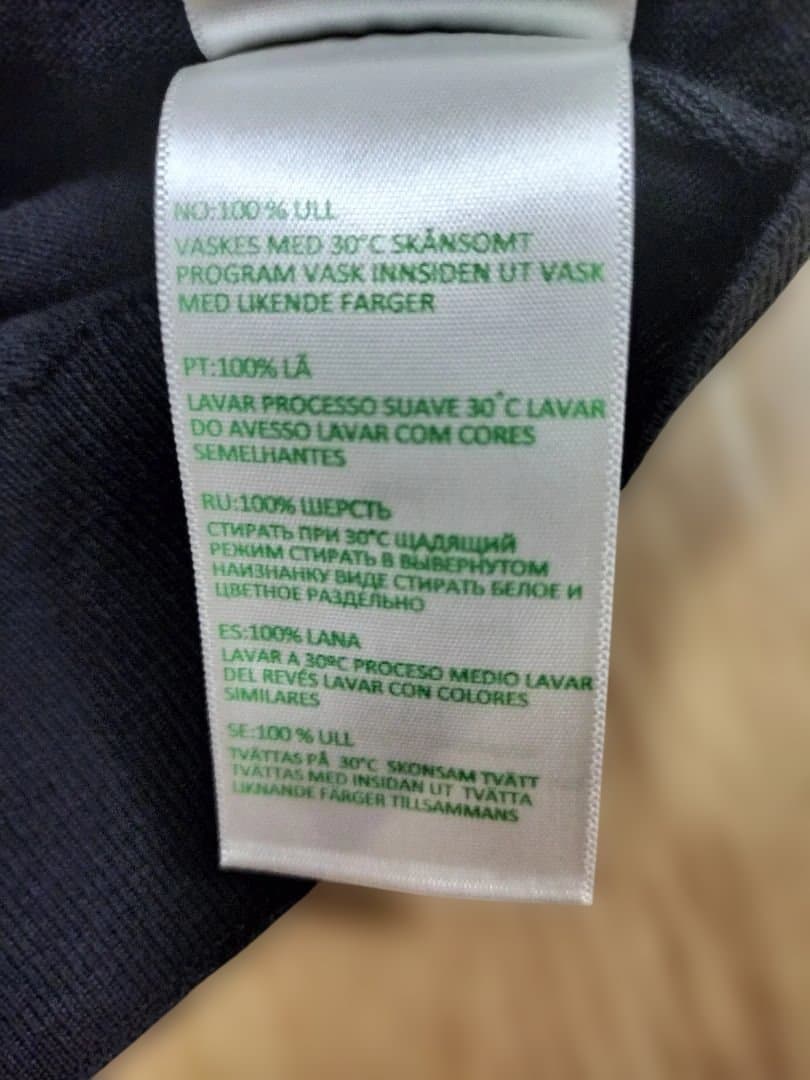 NO:100 % ULL
VASKES MED 30°C SKÅNSOMT
PROGRAM VASK INNSIDEN UT VASK
MED LIKENDE FARGER
PT:100% LÃ
LAVAR PROCESSO SUAVE 30°C LAVAR
DO AVESSO LAVAR COM CORES
SEMELHANTES
RU:100% ШЕРСТЬ
СТИРАТЬ ПРИ 30°C ЩАДЯЩИЙ
РЕЖИМ СТИРАТЬ В ВЫВЕРНУТОМ
НАИЗНАНКУ ВИДЕ СТИРАТЬ БЕЛОЕ И
ЦВЕТНОЕ РАЗДЕЛЬНО
ES:100% LANA
LAVAR A 30ºC PROCESO MEDIO LAVAR
DEL REVÉS LAVAR CON COLORES
SIMILARES
SE:100 % ULL
TVÄTTAS PÅ 30°C SKONSAM TVÄTT
TVÄTTAS MED INSIDAN UT TVÄTTA
LIKNANDE FÄRGER TILLSAMMANS